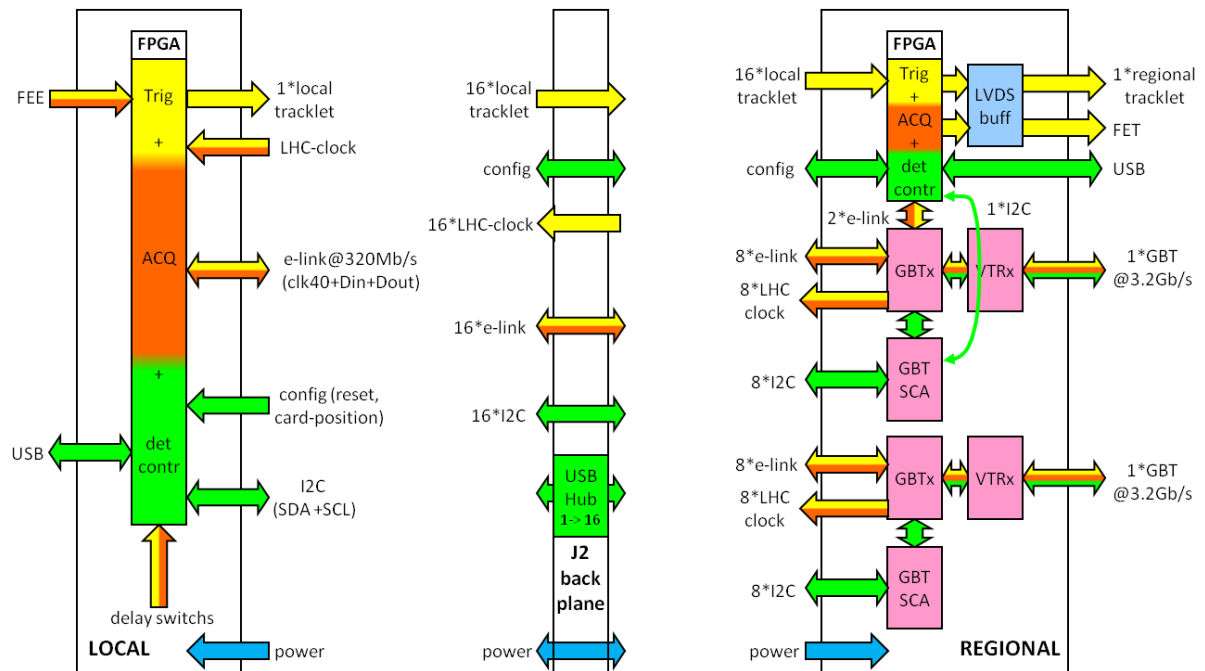 FPGA
FEE
Trig
1*local
tracklet
+
LHC-clock
ACQ
e-link@320Mb/s
(clk40+Din+Dout)
+
config (reset,
card-position)
USB
det
contr
I2C
(SDA +SCL)
delay switchs
LOCAL
power
16*local
tracklet
config
16*LHC-clock
16*e-link
16*I2C
USB
Hub
1-> 16
J2
back
plane
power
FPGA
16*local
tracklet
Trig
+
ACQ
+
det
contr
LVDS
buff
1*regional
tracklet
FET
config
USB
2*e-link
1*I2C
8*e-link
GBTx
VTRx
1*GBT
@3.2Gb/s
8*LHC
clock
GBT
SCA
8*I2C
8*e-link
GBTx
VTRx
1*GBT
@3.2Gb/s
8*LHC
clock
GBT
SCA
8*I2C
power
REGIONAL